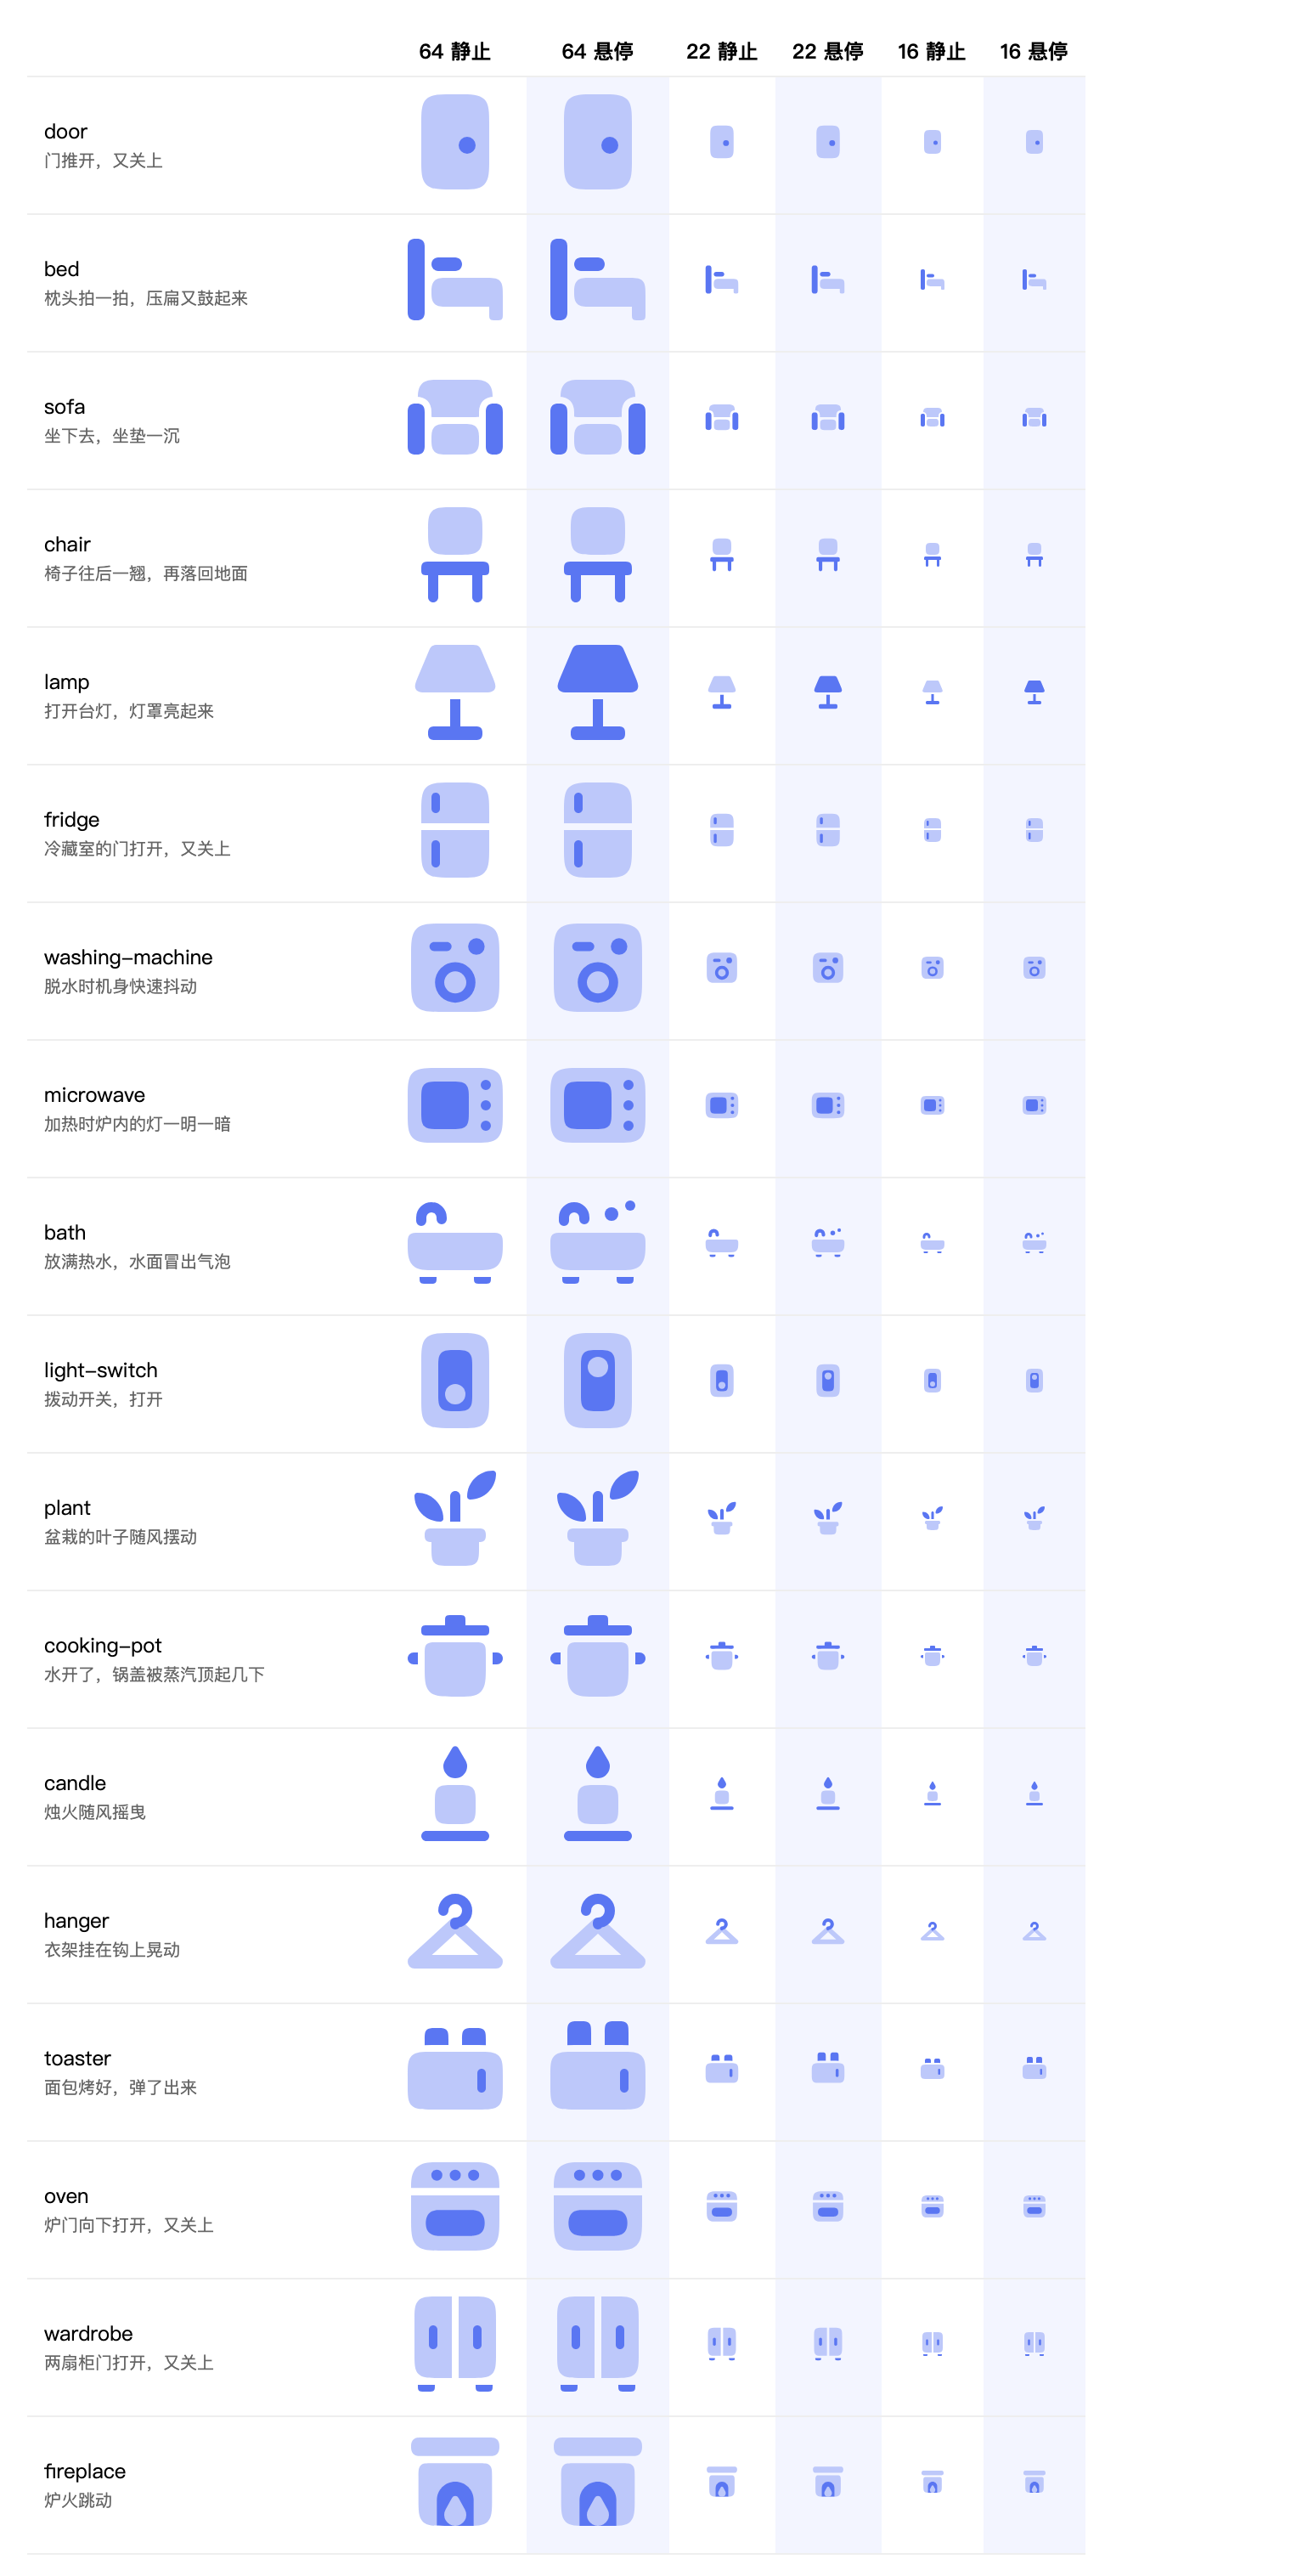 64 静止 64 悬停 22 静止 22 悬停 16 静止 16 悬停
door
门推开，又关上
bed
枕头拍一拍，压扁又鼓起来
sofa
坐下去，坐垫一沉
chair
椅子往后一翘，再落回地面
lamp
打开台灯，灯罩亮起来
fridge
冷藏室的门打开，又关上
washing-machine
脱水时机身快速抖动
microwave
加热时炉内的灯一明一暗
bath
放满热水，水面冒出气泡
light-switch
拨动开关，打开
plant
盆栽的叶子随风摆动
cooking-pot
水开了，锅盖被蒸汽顶起几下
candle
烛火随风摇曳
hanger
衣架挂在钩上晃动
toaster
面包烤好，弹了出来
oven
炉门向下打开，又关上
wardrobe
两扇柜门打开，又关上
fireplace
炉火跳动